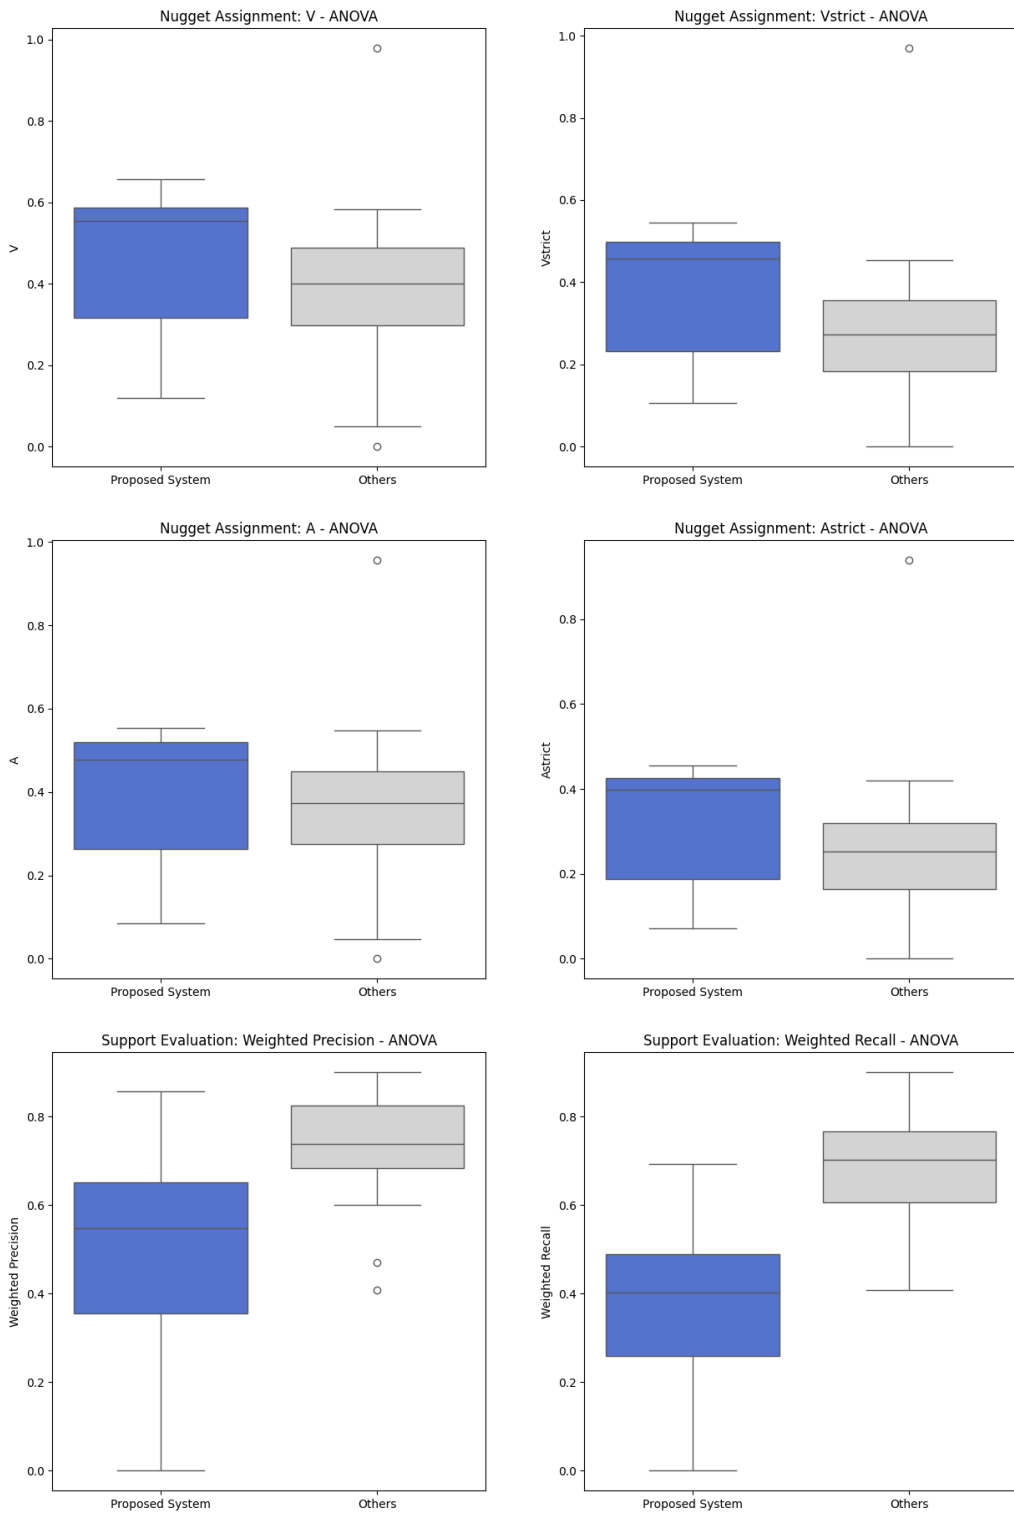 Nugget Assignment: V - ANOVA
1.0
0.8
0.6
0.4
0.2
0.0
V
Proposed System
Others
Nugget Assignment: Vstrict - ANOVA
1.0
0.8
0.6
0.4
0.2
0.0
Vstrict
Proposed System
Others
Nugget Assignment: A - ANOVA
1.0
0.8
0.6
0.4
0.2
0.0
A
Proposed System
Others
Nugget Assignment: Astrict - ANOVA
0.8
0.6
0.4
0.2
0.0
Astrict
Proposed System
Others
Support Evaluation: Weighted Precision - ANOVA
0.8
0.6
0.4
0.2
0.0
Weighted Precision
Proposed System
Others
Support Evaluation: Weighted Recall - ANOVA
0.8
0.6
0.4
0.2
0.0
Weighted Recall
Proposed System
Others